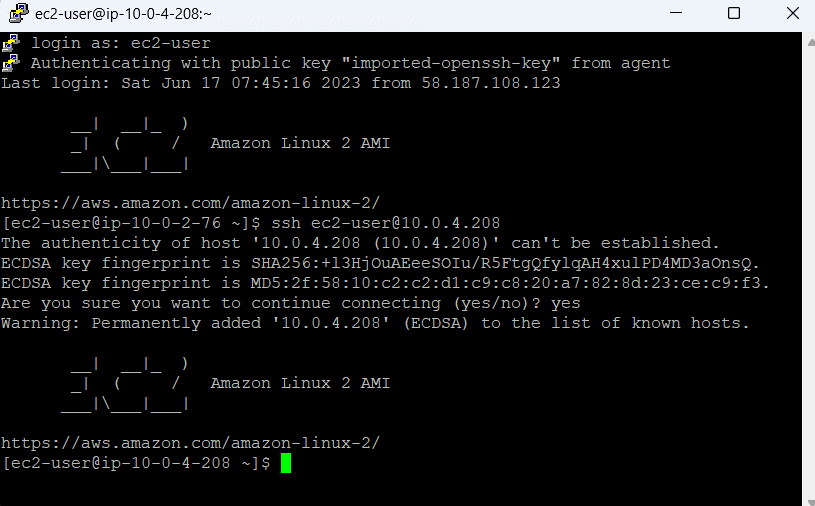 ec2-user@ip-10-0-4-208:~
login as: ec2-user
Authenticating with public key "imported-openssh-key" from agent
Last login: Sat Jun 17 07:45:16 2023 from 58.187.108.123
__|  __|_  )
_|  (     /   Amazon Linux 2 AMI
___|\___|___|
https://aws.amazon.com/amazon-linux-2/
[ec2-user@ip-10-0-2-76 ~]$ ssh ec2-user@10.0.4.208
The authenticity of host '10.0.4.208 (10.0.4.208)' can't be established.
ECDSA key fingerprint is SHA256:+l3HjOuAEeeSOIu/R5FtgQfylqAH4xulPD4MD3aOnsQ.
ECDSA key fingerprint is MD5:2f:58:10:c2:c2:d1:c9:c8:20:a7:82:8d:23:ce:c9:f3.
Are you sure you want to continue connecting (yes/no)? yes
Warning: Permanently added '10.0.4.208' (ECDSA) to the list of known hosts.
__|  __|_  )
_|  (     /   Amazon Linux 2 AMI
___|\___|___|
https://aws.amazon.com/amazon-linux-2/
[ec2-user@ip-10-0-4-208 ~]$